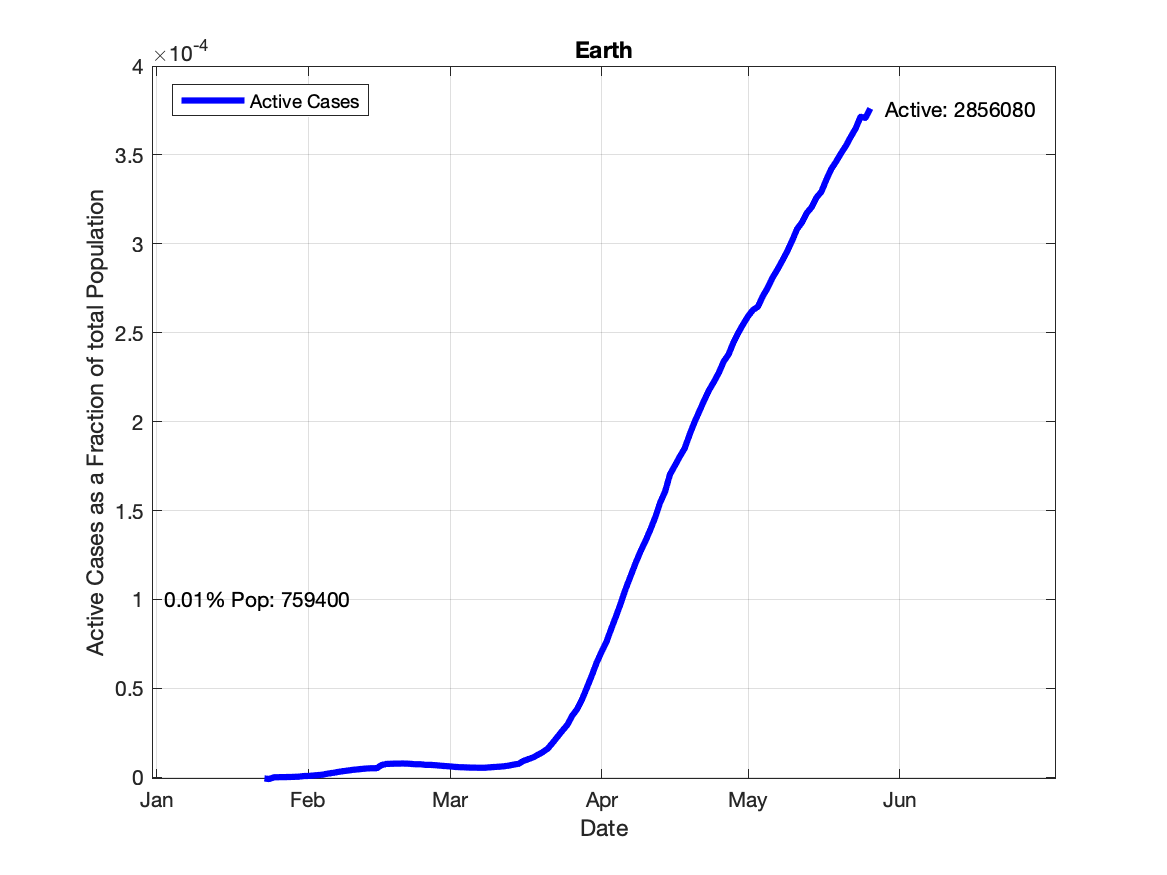 Earth
×10-4
4
3.5
3
2.5
2
1.5
1
0.5
0
Active Cases as a Fraction of total Population
Active Cases
Active: 2856080
0.01% Pop: 759400
Jan Feb Mar Apr May Jun
Date